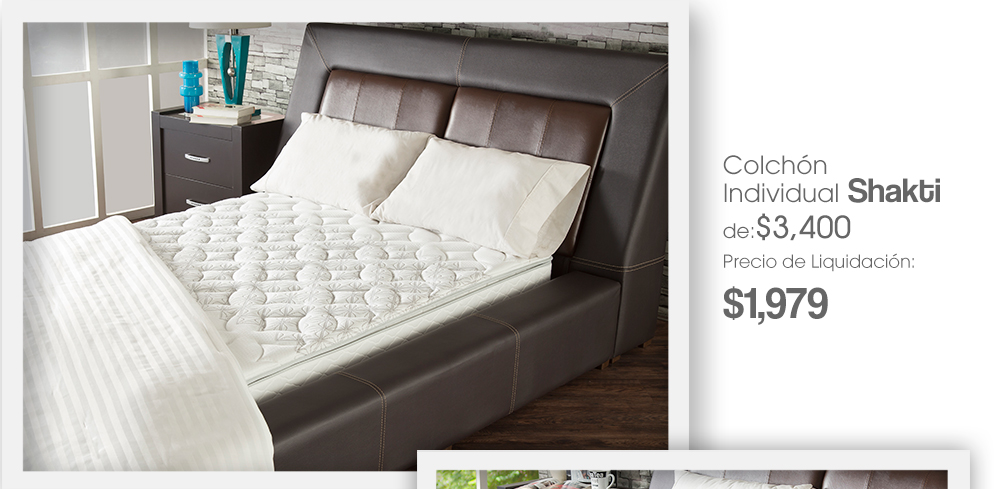 Colchón
Individual Shakti
de:$3,400
Precio de Liquidación:
$1,979